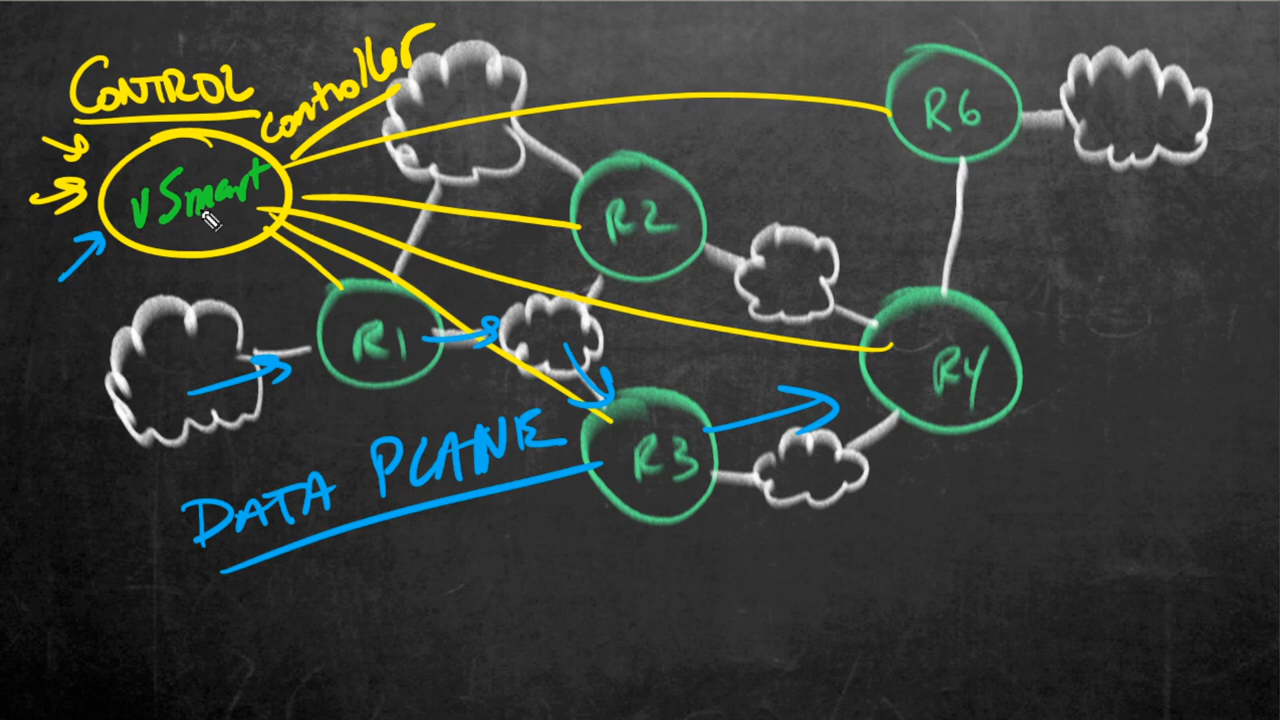 CONTROL
controller
vSmart
R6
R2
R1
R4
R3
DATA PLANE